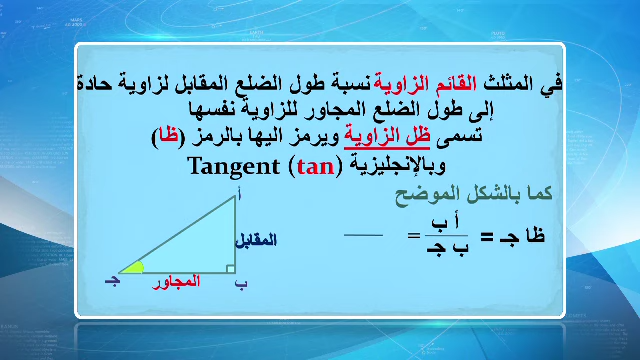 في المثلث القائم الزاوية نسبة طول الضلع المقابل لزاوية حادة
إلى طول الضلع المجاور للزاوية نفسها
تسمى ظل الزاوية ويرمز اليها بالرمز (ظا)
وبالإنجليزية Tangent (tan)
كما بالشكل الموضح
ظا جـ = أ ب / ب جـ =
أ
المقابل
ب
المجاور
جـ